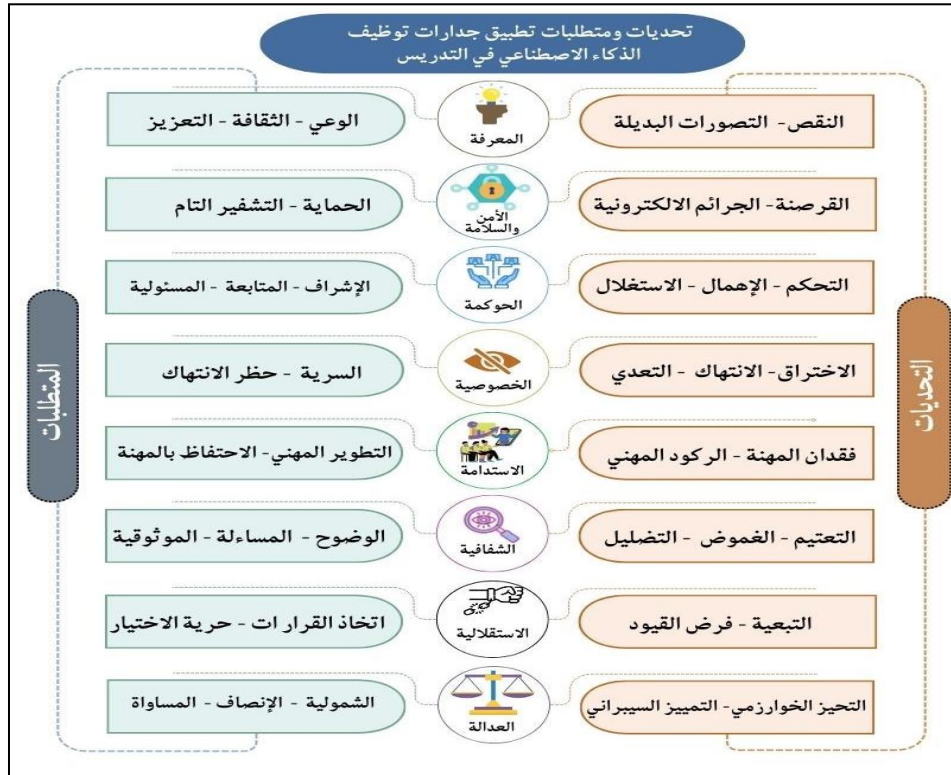 تحديات ومتطلبات تطبيق جدارات توظيف
الذكاء الاصطناعي في التدريس
التحديات
المتطلبات
النقص - التصورات البديلة
المعرفة
الوعي - الثقافة - التعزيز
القرصنة - الجرائم الالكترونية
الأمن
والسلامة
الحماية - التشفير التام
التحكم - الإهمال - الاستغلال
الحوكمة
الإشراف - المتابعة - المسئولية
الاختراق - الانتهاك - التعدي
الخصوصية
السرية - حظر الانتهاك
فقدان المهنة - الركود المهني
الاستدامة
التطوير المهني - الاحتفاظ بالمهنة
التعتيم - الغموض - التضليل
الشفافية
الوضوح - المساءلة - الموثوقية
التبعية - فرض القيود
الاستقلالية
اتخاذ القرارات - حرية الاختيار
التحيز الخوارزمي - التمييز السيبراني
العدالة
الشمولية - الإنصاف - المساواة